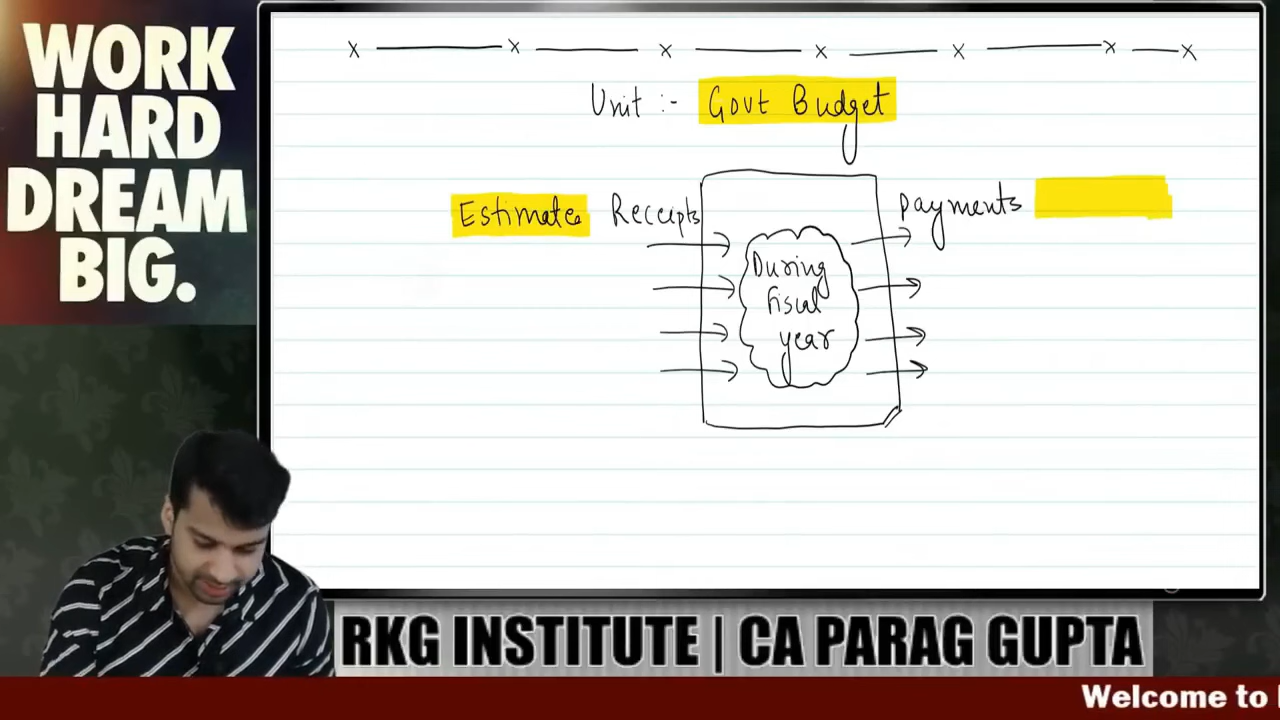 WORK
HARD
DREAM
BIG.
x x x x x x x
Unit :- Govt Budget
Estimates Receipts Payments
During
fiscal
year
RKG INSTITUTE | CA PARAG GUPTA
Welcome to